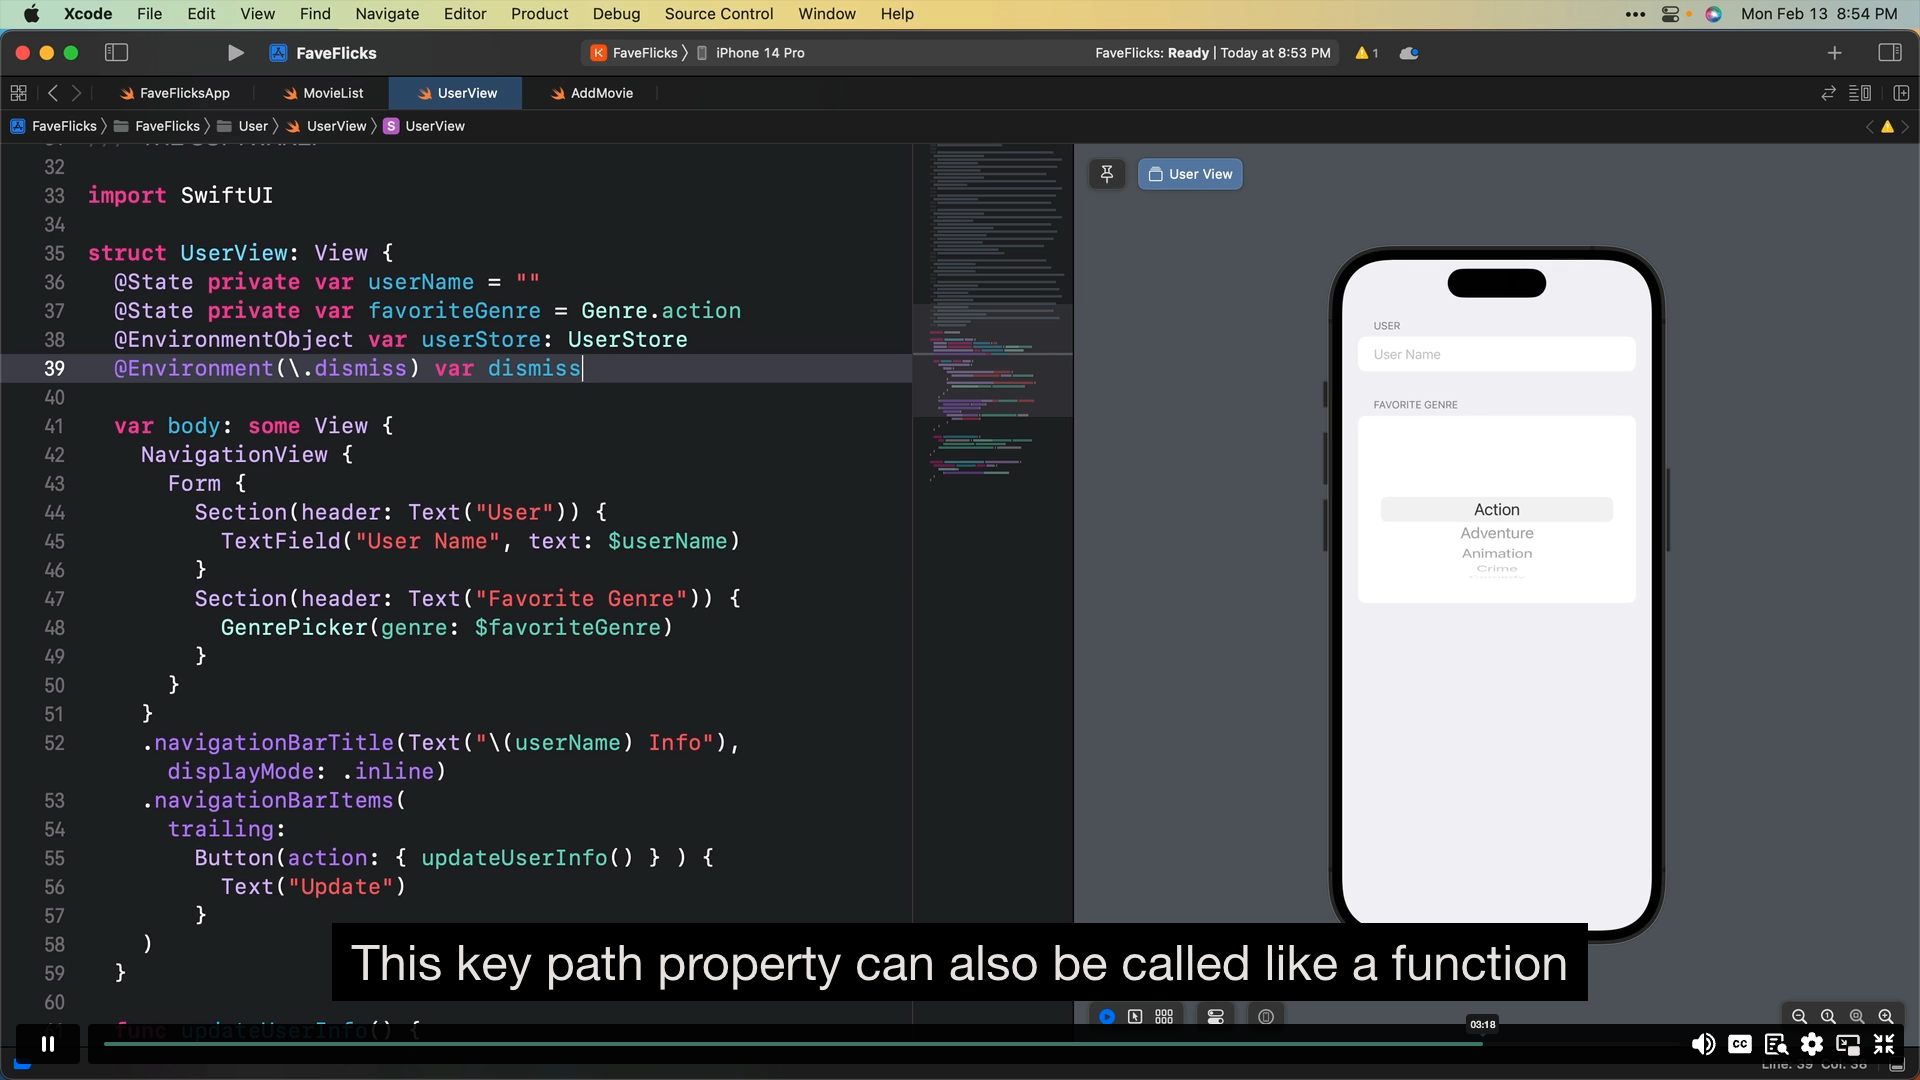 Xcode File Edit View Find Navigate Editor Product Debug Source Control Window Help
Mon Feb 13 8:54 PM
FaveFlicks
FaveFlicks iPhone 14 Pro
FaveFlicks: Ready | Today at 8:53 PM
1
FaveFlicksApp MovieList UserView AddMovie
FaveFlicks FaveFlicks User UserView S UserView
32
33 import SwiftUI
34
35 struct UserView: View {
36 @State private var userName = ""
37 @State private var favoriteGenre = Genre.action
38 @EnvironmentObject var userStore: UserStore
39 @Environment(\.dismiss) var dismiss
40
41 var body: some View {
42 NavigationView {
43 Form {
44 Section(header: Text("User")) {
45 TextField("User Name", text: $userName)
46 }
47 Section(header: Text("Favorite Genre")) {
48 GenrePicker(genre: $favoriteGenre)
49 }
50 }
51 }
52 .navigationBarTitle(Text("\(userName) Info"),
displayMode: .inline)
53 .navigationBarItems(
54 trailing:
55 Button(action: { updateUserInfo() } ) {
56 Text("Update")
57 }
58 )
59 }
60
func updateUserInfo() {
User View
USER
User Name
FAVORITE GENRE
Action
Adventure
Animation
Crime
This key path property can also be called like a function
03:18
CC
Line: 39 Col: 38